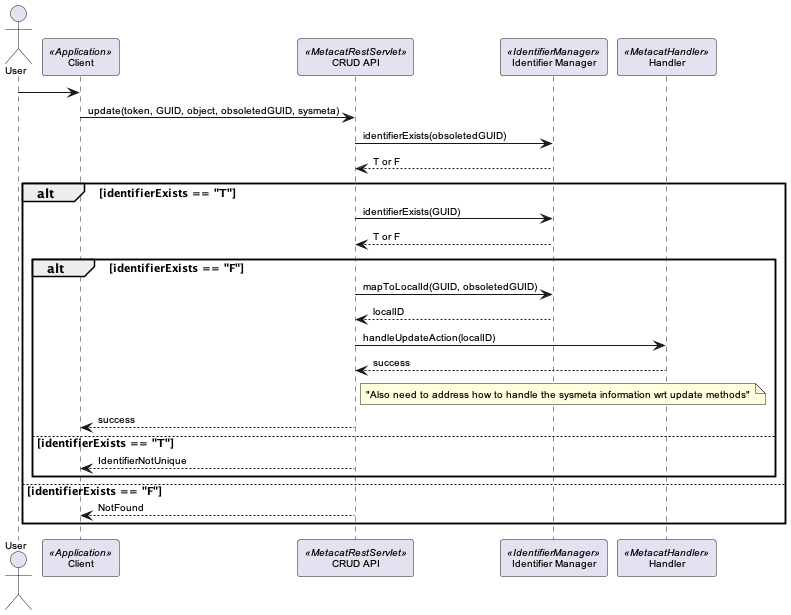 User
«Application»
Client
«MetacatRestServlet»
CRUD API
«IdentifierManager»
Identifier Manager
«MetacatHandler»
Handler
update(token, GUID, object, obsoletedGUID, sysmeta)
identifierExists(obsoletedGUID)
T or F
alt [identifierExists == "T"]
identifierExists(GUID)
T or F
alt [identifierExists == "F"]
mapToLocalId(GUID, obsoletedGUID)
localID
handleUpdateAction(localID)
success
"Also need to address how to handle the sysmeta information wrt update methods"
success
[identifierExists == "T"]
IdentifierNotUnique
[identifierExists == "F"]
NotFound
User
«Application»
Client
«MetacatRestServlet»
CRUD API
«IdentifierManager»
Identifier Manager
«MetacatHandler»
Handler